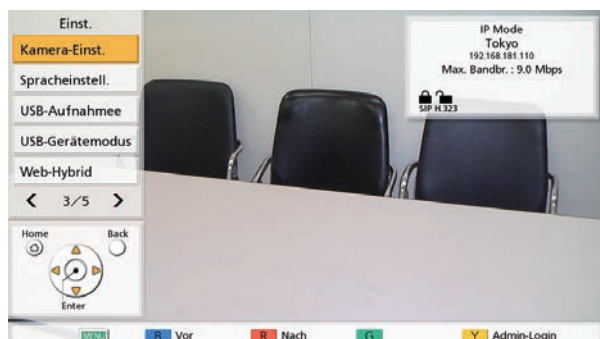 Einst.
Kamera-Einst.
Spracheinstell.
USB-Aufnahmee
USB-Gerätemodus
Web-Hybrid
3/5
Home
Back
Enter
IP Mode
Tokyo
192.168.181.110
Max. Bandbr. : 9.0 Mbps
SIP H.323
MENU
B Vor
R Nach
G
Y Admin-Login